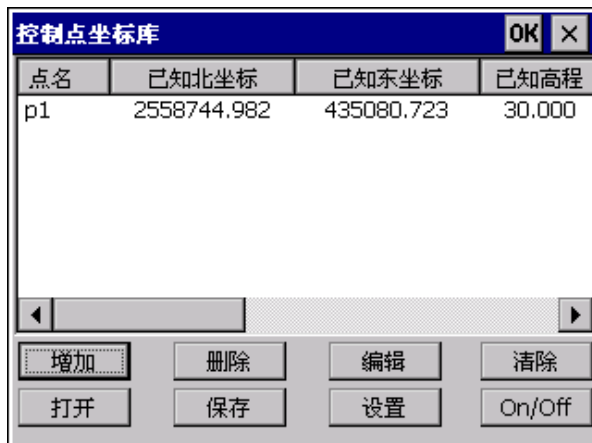 控制点坐标库 OK ×
点名 已知北坐标 已知东坐标 已知高程
p1 2558744.982 435080.723 30.000
增加 删除 编辑 清除
打开 保存 设置 On/Off